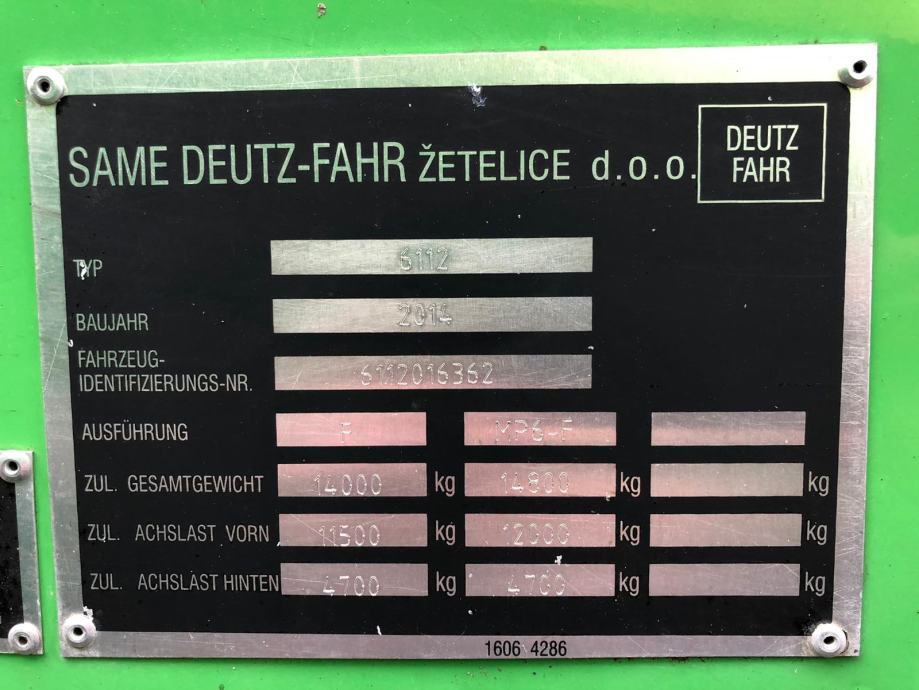 SAME DEUTZ-FAHR ŽETELICE d.o.o.
DEUTZ
FAHR
TYP 6112
BAUJAHR 2014
FAHRZEUG-
IDENTIFIZIERUNGS-NR. 6112016362
AUSFÜHRUNG F MP6-F
ZUL. GESAMTGEWICHT 14000 kg 14800 kg kg
ZUL. ACHSLAST VORN 11500 kg 12000 kg kg
ZUL. ACHSLAST HINTEN 4700 kg 4700 kg kg
1606 4286